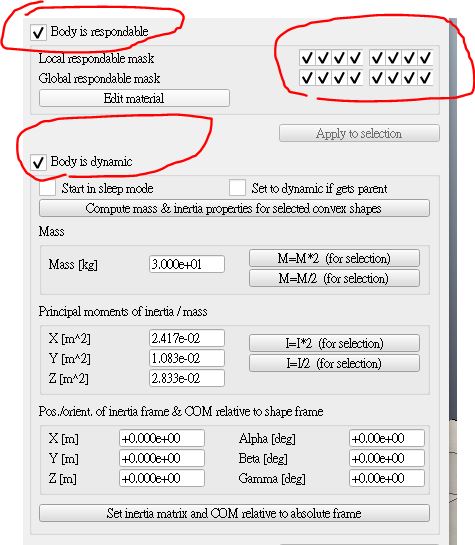 Body is respondable
Local respondable mask
Global respondable mask
Edit material
Apply to selection
Body is dynamic
Start in sleep mode Set to dynamic if gets parent
Compute mass & inertia properties for selected convex shapes
Mass
Mass [kg] 3.000e+01 M=M*2 (for selection)
M=M/2 (for selection)
Principal moments of inertia / mass
X [m^2] 2.417e-02 I=I*2 (for selection)
Y [m^2] 1.083e-02 I=I/2 (for selection)
Z [m^2] 2.833e-02
Pos./orient. of inertia frame & COM relative to shape frame
X [m] +0.000e+00 Alpha [deg] +0.00e+00
Y [m] +0.000e+00 Beta [deg] +0.00e+00
Z [m] +0.000e+00 Gamma [deg] +0.00e+00
Set inertia matrix and COM relative to absolute frame